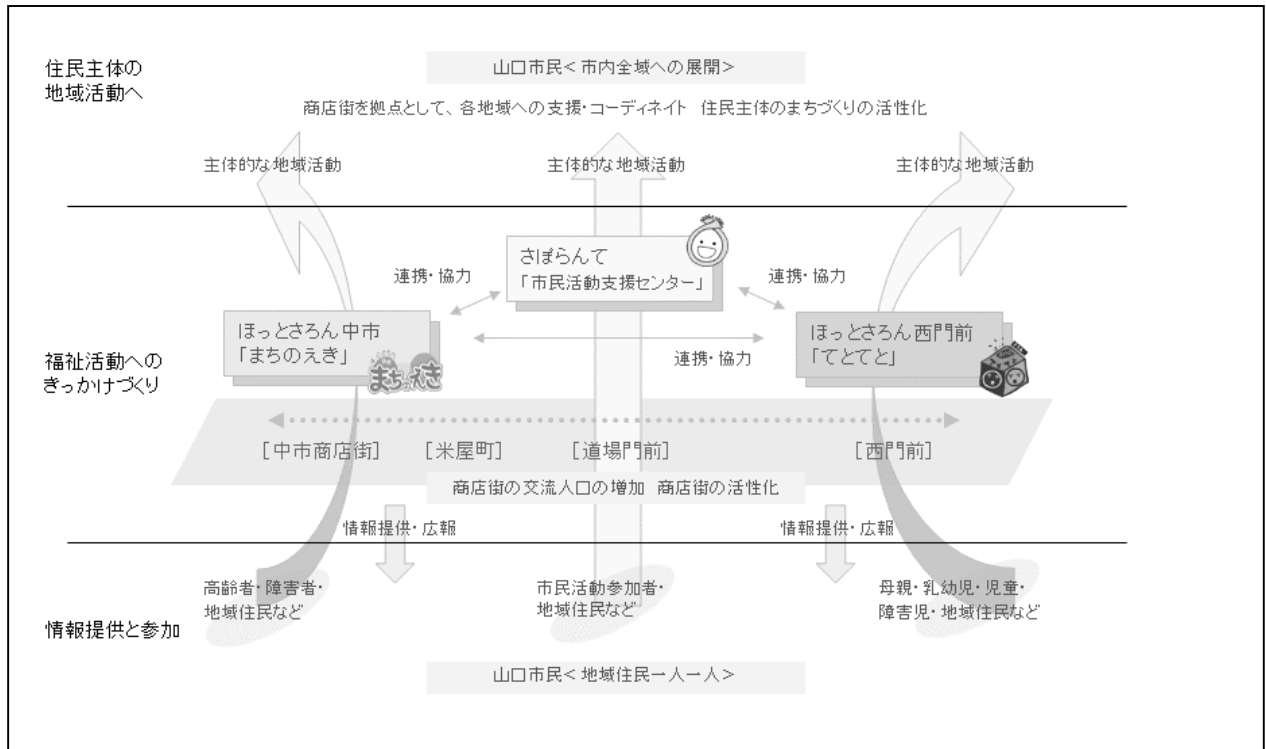 住民主体の
地域活動へ
山口市民<市内全域への展開>
商店街を拠点として、各地域への支援・コーディネイト 住民主体のまちづくりの活性化
主体的な地域活動
主体的な地域活動
主体的な地域活動
さぽらんて
「市民活動支援センター」
連携・協力
連携・協力
ほっとさろん中市
「まちのえき」
まちのえき
連携・協力
ほっとさろん西門前
「てとてと」
福祉活動への
きっかけづくり
[中市商店街]
[米屋町]
[道場門前]
[西門前]
商店街の交流人口の増加 商店街の活性化
情報提供・広報
情報提供・広報
高齢者・障害者・
地域住民など
市民活動参加者・
地域住民など
母親・乳幼児・児童・
障害児・地域住民など
情報提供と参加
山口市民<地域住民一人一人>